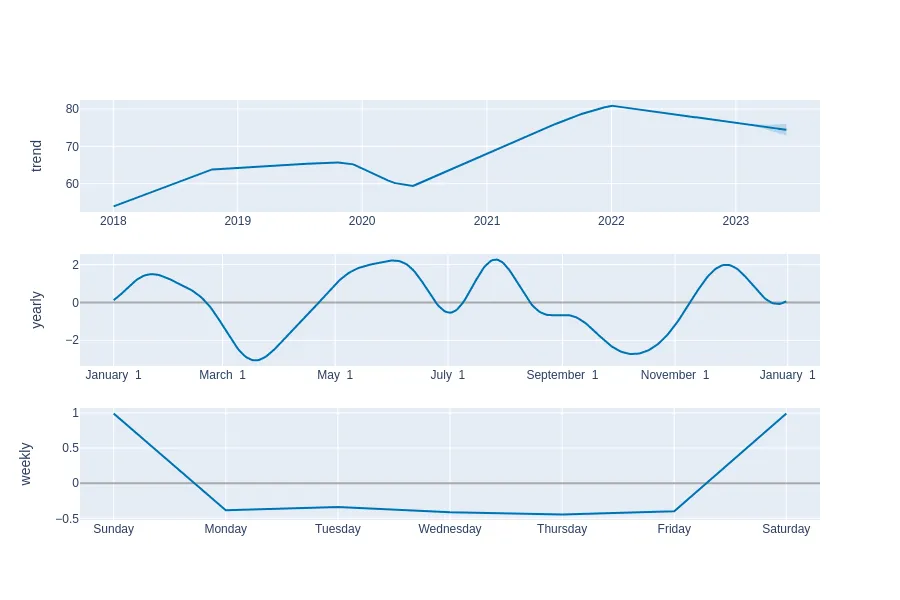 trend
80
70
60
2018 2019 2020 2021 2022 2023
yearly
2
0
−2
January 1 March 1 May 1 July 1 September 1 November 1 January 1
weekly
1
0.5
0
−0.5
Sunday Monday Tuesday Wednesday Thursday Friday Saturday